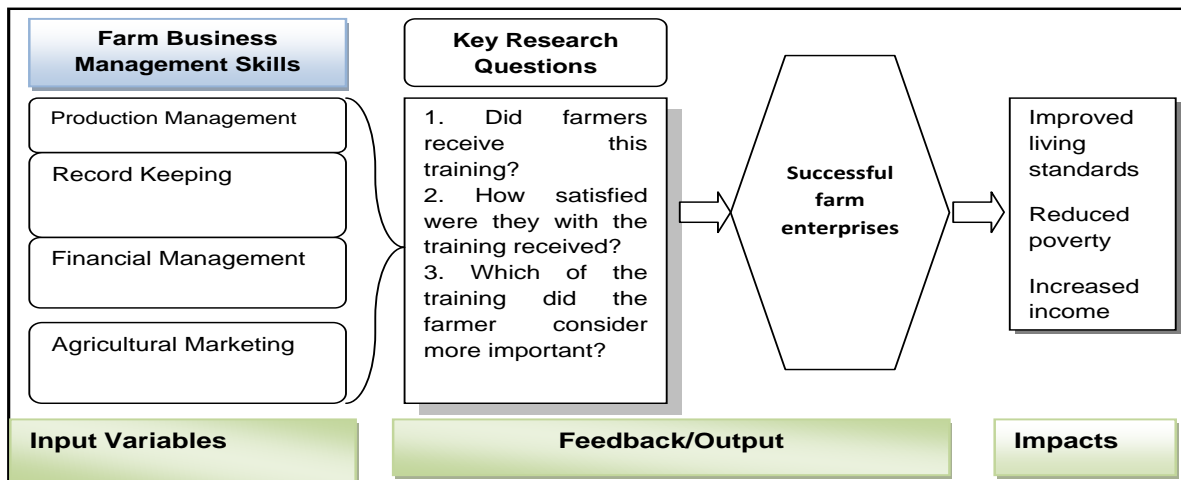 Farm Business
Management Skills
Production Management
Record Keeping
Financial Management
Agricultural Marketing
Key Research
Questions
1. Did farmers
receive this
training?
2. How satisfied
were they with the
training received?
3. Which of the
training did the
farmer consider
more important?
Successful
farm
enterprises
Improved
living
standards
Reduced
poverty
Increased
income
Input Variables
Feedback/Output
Impacts